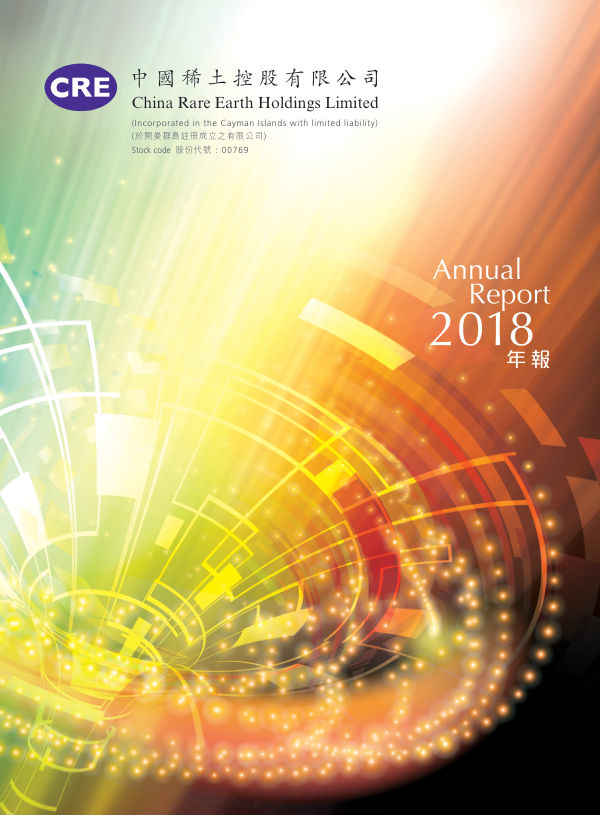 CRE
中國稀土控股有限公司
China Rare Earth Holdings Limited
(Incorporated in the Cayman Islands with limited liability)
(於開曼群島註冊成立之有限公司)
Stock code 股份代號：00769
Annual
Report
2018
年報